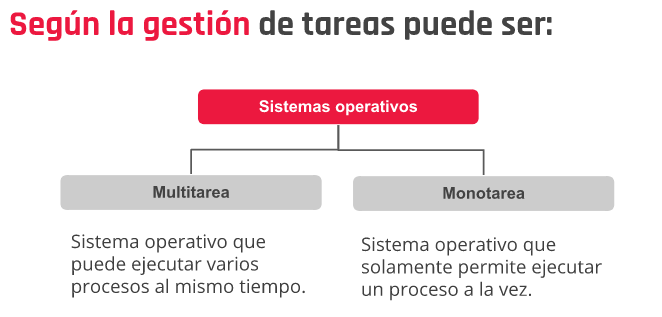 Según la gestión de tareas puede ser:
Sistemas operativos
Multitarea
Monotarea
Sistema operativo que
puede ejecutar varios
procesos al mismo tiempo.
Sistema operativo que
solamente permite ejecutar
un proceso a la vez.